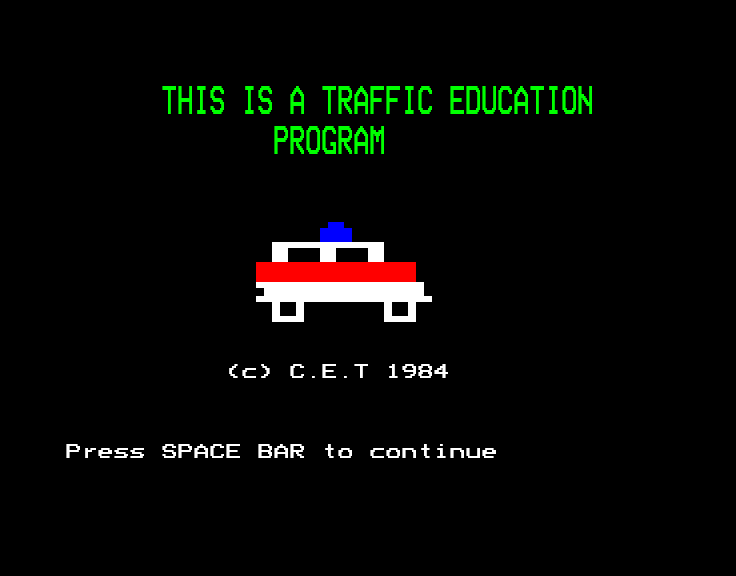 THIS IS A TRAFFIC EDUCATION
PROGRAM
(c) C.E.T 1984
Press SPACE BAR to continue